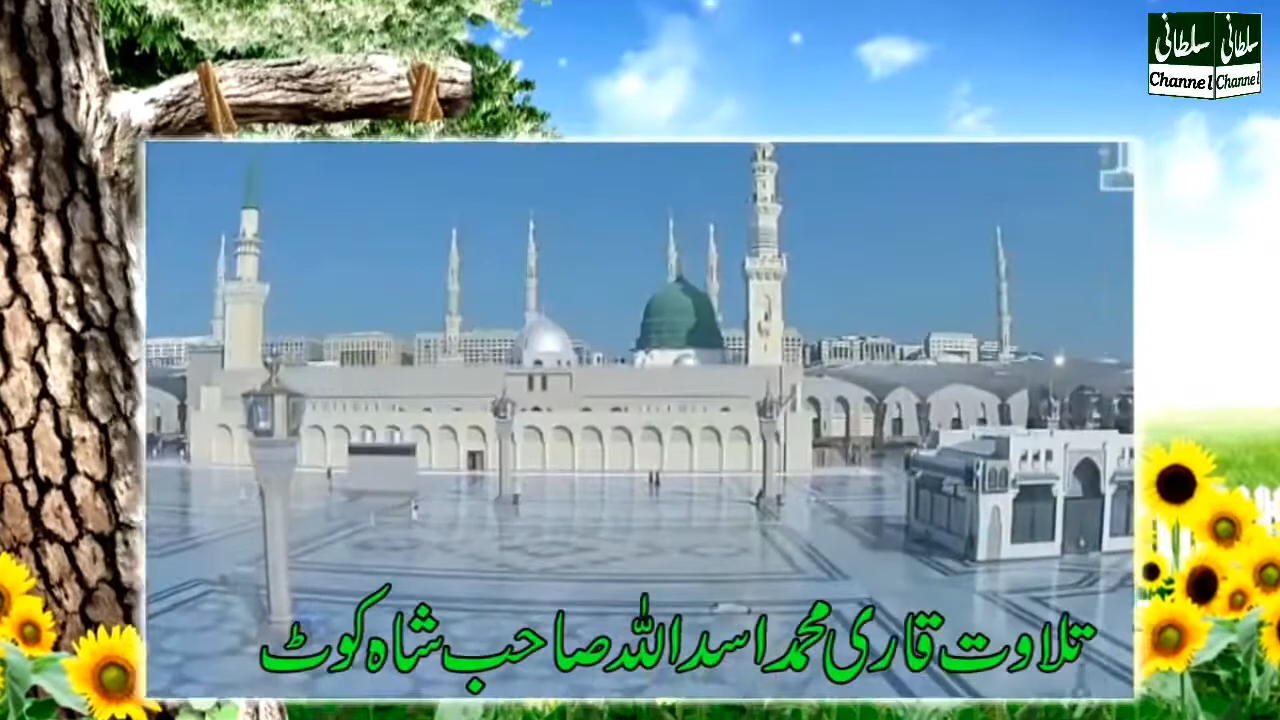 سلطانی سلطانی
Channel Channel
تلاوت قاری محمد اسد اللہ صاحب شاہ کوٹ